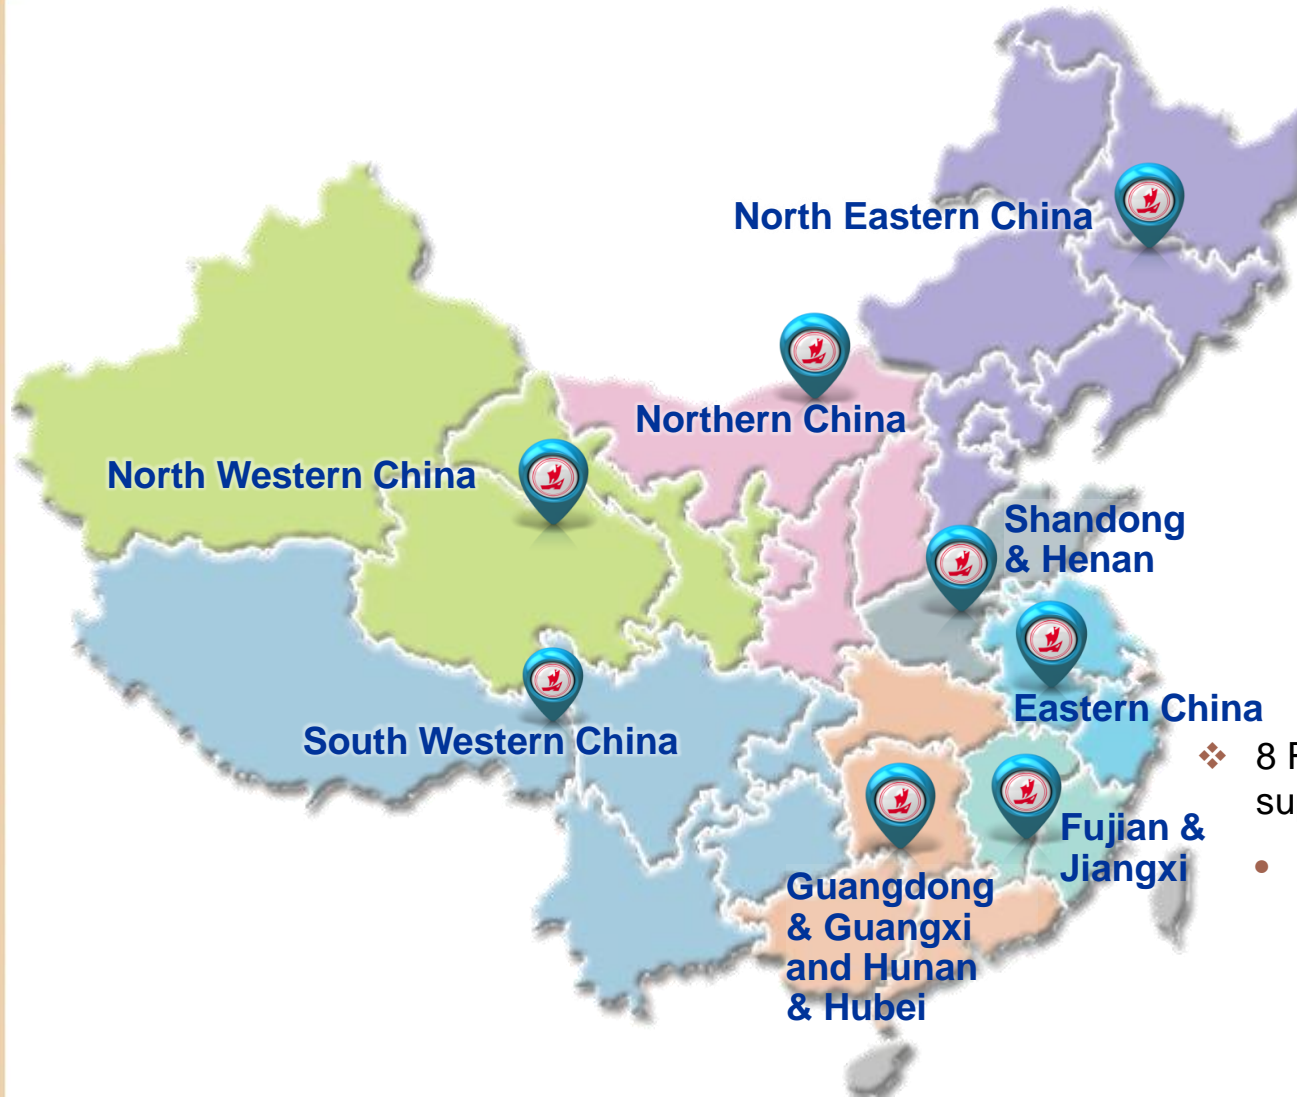 North Eastern China
Northern China
North Western China
Shandong
& Henan
Eastern China
South Western China
❖ 8
su
Fujian &
Jiangxi
•
Guangdong
& Guangxi
and Hunan
& Hubei